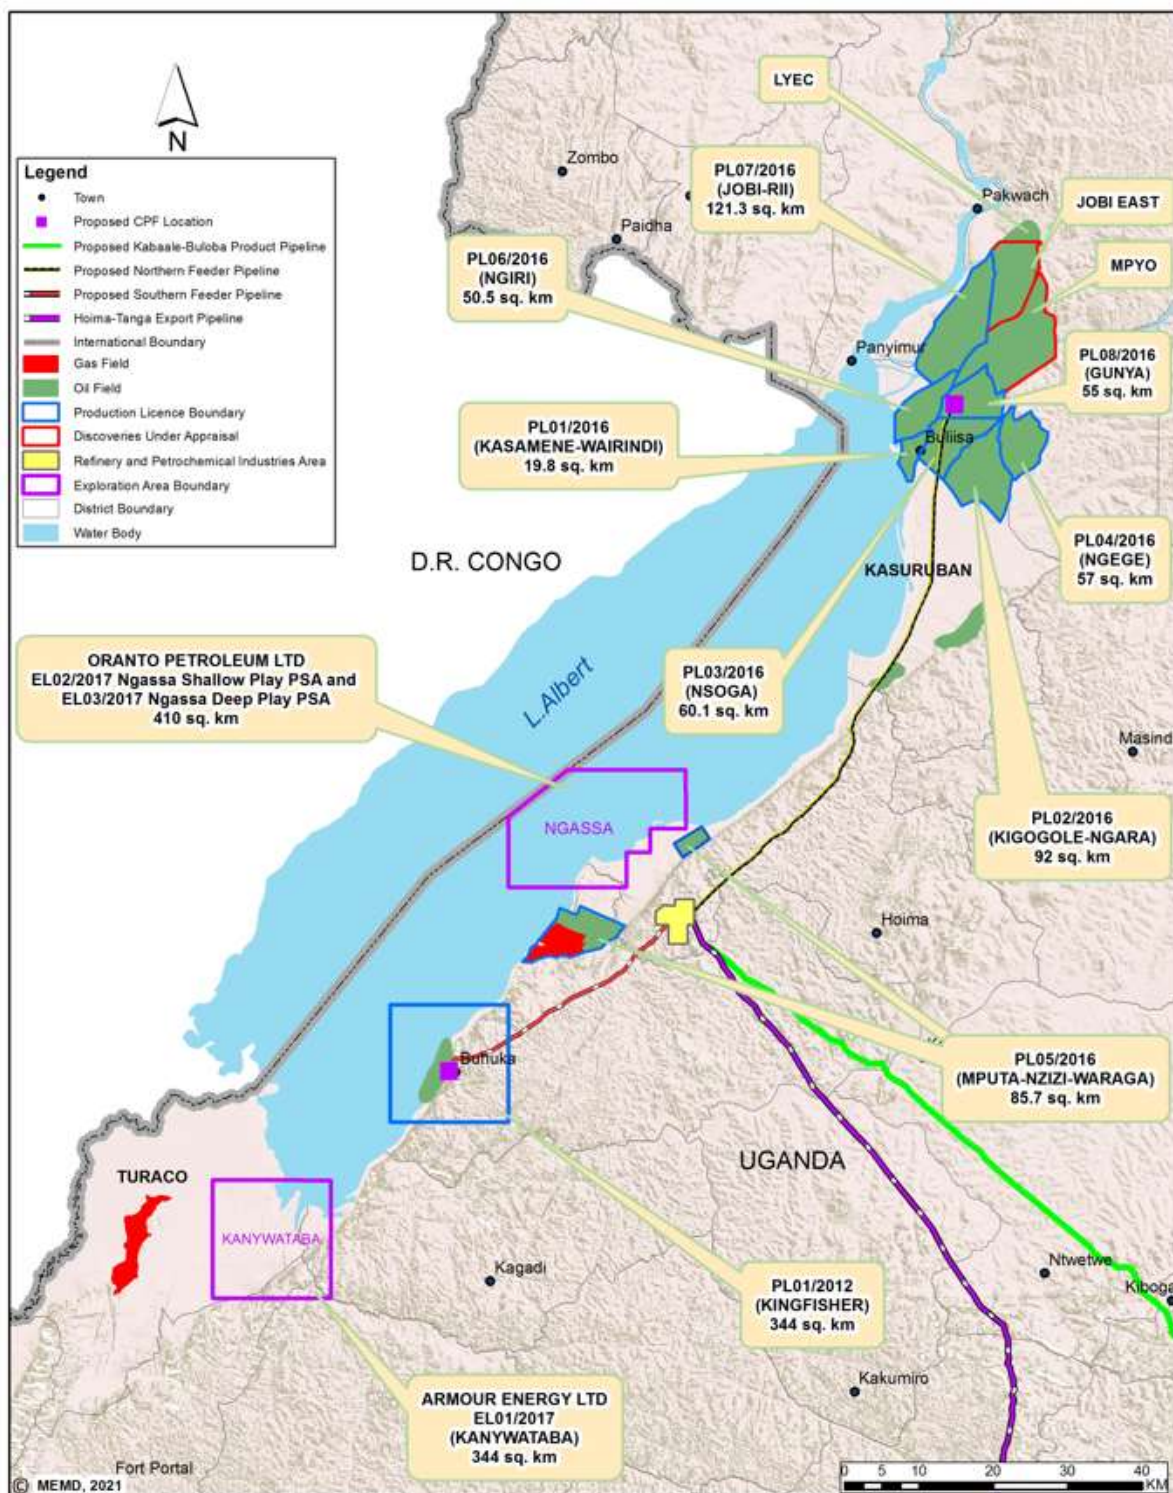 LYEC
N
Zombo
PL07/2016
(JOBI-RII)
121.3 sq. km
Pakwach
JOBI EAST
Legend
Town
Proposed CPF Location
Proposed Kabaale-Buloba Product Pipeline
Proposed Northern Feeder Pipeline
Proposed Southern Feeder Pipeline
Hoima-Tanga Export Pipeline
International Boundary
Gas Field
Oil Field
Production Licence Boundary
Discoveries Under Appraisal
Refinery and Petrochemical Industries Area
Exploration Area Boundary
District Boundary
Water Body
Paidha
PL06/2016
(NGIRI)
50.5 sq. km
MPYO
Panyimur
PL08/2016
(GUNYA)
55 sq. km
PL01/2016
(KASAMENE-WAIRINDI)
19.8 sq. km
Buliisa
D.R. CONGO
KASURUBAN
PL04/2016
(NGEGE)
57 sq. km
ORANTO PETROLEUM LTD
EL02/2017 Ngassa Shallow Play PSA and
EL03/2017 Ngassa Deep Play PSA
410 sq. km
L.Albert
PL03/2016
(NSOGA)
60.1 sq. km
Masind
NGASSA
PL02/2016
(KIGOGOLE-NGARA)
92 sq. km
Hoima
Buhuka
PL05/2016
(MPUTA-NZIZI-WARAGA)
85.7 sq. km
TURACO
UGANDA
KANYWATABA
Kagadi
PL01/2012
(KINGFISHER)
344 sq. km
Ntwetwe
Kiboga
ARMOUR ENERGY LTD
EL01/2017
(KANYWATABA)
344 sq. km
Kakumiro
Fort Portal
© MEMD, 2021
0 5 10 20 30 40
KM